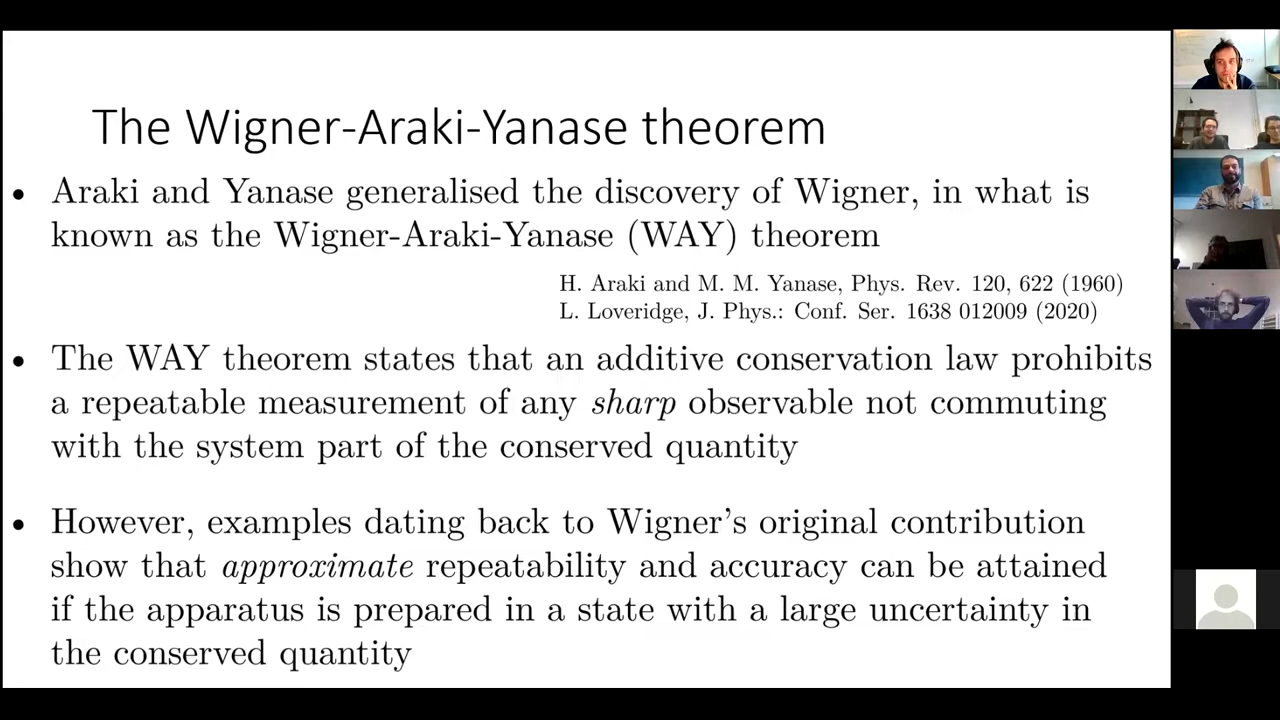 The Wigner-Araki-Yanase theorem
• Araki and Yanase generalised the discovery of Wigner, in what is
known as the Wigner-Araki-Yanase (WAY) theorem
H. Araki and M. M. Yanase, Phys. Rev. 120, 622 (1960)
L. Loveridge, J. Phys.: Conf. Ser. 1638 012009 (2020)
• The WAY theorem states that an additive conservation law prohibits
a repeatable measurement of any sharp observable not commuting
with the system part of the conserved quantity
• However, examples dating back to Wigner's original contribution
show that approximate repeatability and accuracy can be attained
if the apparatus is prepared in a state with a large uncertainty in
the conserved quantity